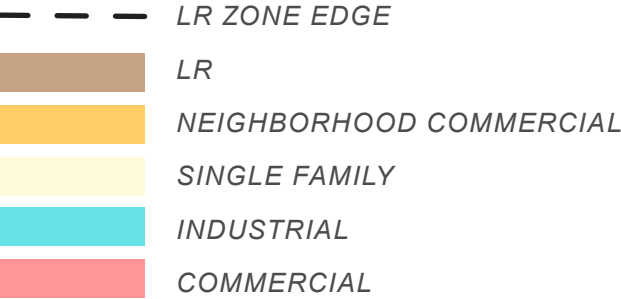 LR ZONE EDGE
LR
NEIGHBORHOOD COMMERCIAL
SINGLE FAMILY
INDUSTRIAL
COMMERCIAL